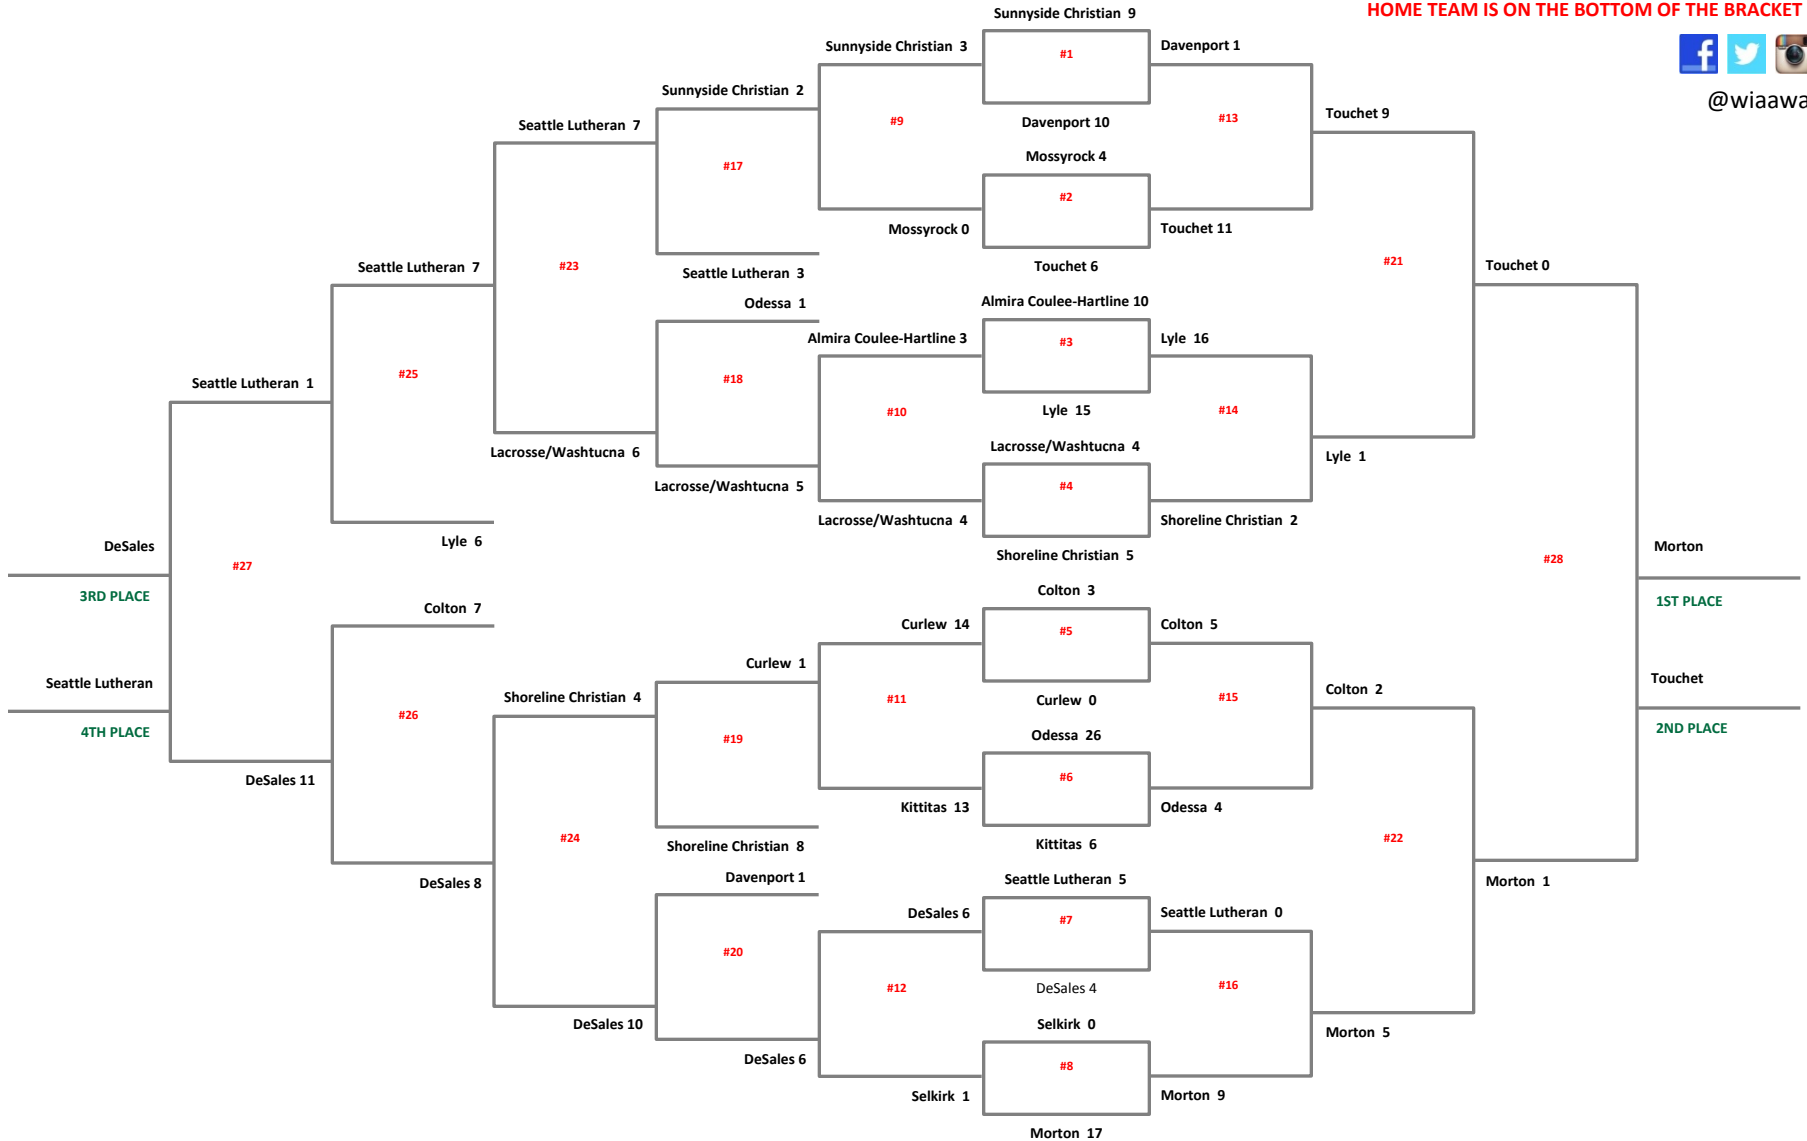 HOME TEAM IS ON THE BOTTOM OF THE BRACKET
@wiaawa
Sunnyside Christian 9
Sunnyside Christian 3
#1
Davenport 1
Sunnyside Christian 2
Seattle Lutheran 7
#9
Davenport 10
#13
Touchet 9
#17
Mossyrock 4
#2
Mossyrock 0
Touchet 11
Seattle Lutheran 7
#23
Seattle Lutheran 3
Touchet 6
#21
Touchet 0
Odessa 1
Almira Coulee-Hartline 10
Almira Coulee-Hartline 3
#3
Lyle 16
Seattle Lutheran 1
#25
#18
#10
Lyle 15
#14
Lacrosse/Washtucna 6
Lacrosse/Washtucna 4
Lyle 1
Lacrosse/Washtucna 5
#4
Lacrosse/Washtucna 4
Shoreline Christian 2
DeSales
Lyle 6
Shoreline Christian 5
Morton
#27
#28
3RD PLACE
Colton 7
Colton 3
1ST PLACE
Curlew 14
#5
Colton 5
Seattle Lutheran
Curlew 1
Touchet
Shoreline Christian 4
#11
Curlew 0
#15
Colton 2
4TH PLACE
#26
#19
Odessa 26
2ND PLACE
DeSales 11
#6
Kittitas 13
Odessa 4
#24
Shoreline Christian 8
Kittitas 6
#22
DeSales 8
Davenport 1
Seattle Lutheran 5
Morton 1
DeSales 6
#7
Seattle Lutheran 0
#20
#12
DeSales 4
#16
DeSales 10
Selkirk 0
Morton 5
DeSales 6
#8
Selkirk 1
Morton 9
Morton 17